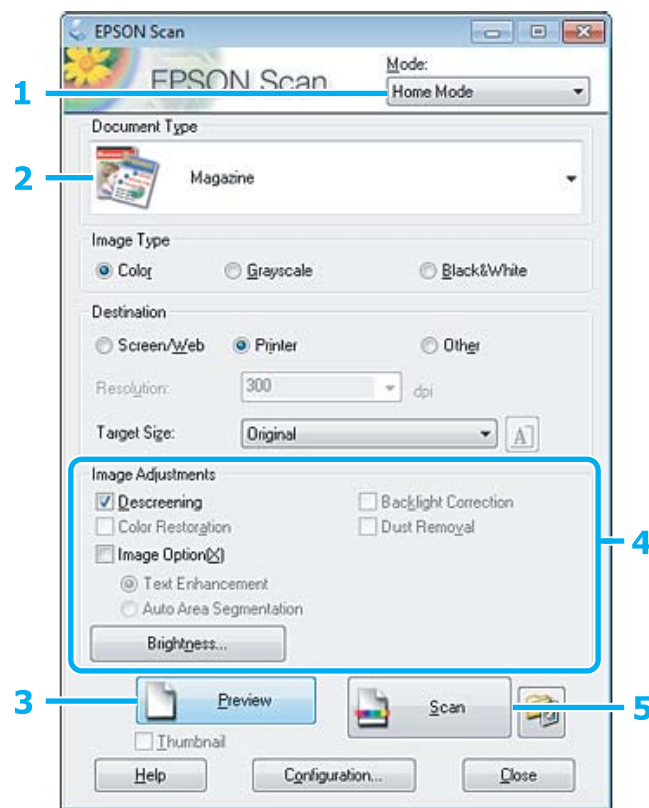 EPSON Scan
EPSON Scan
Mode:
1
Home Mode
Document Type
2
Magazine
Image Type
Color Grayscale Black&White
Destination
Screen/Web Printer Other
Resolution: 300 dpi
Target Size: Original A
Image Adjustments
Descreening Backlight Correction
Color Restoration Dust Removal
4
Image Option(X)
Text Enhancement
Auto Area Segmentation
Brightness...
3 Preview Scan 5
Thumbnail
Help Configuration... Close